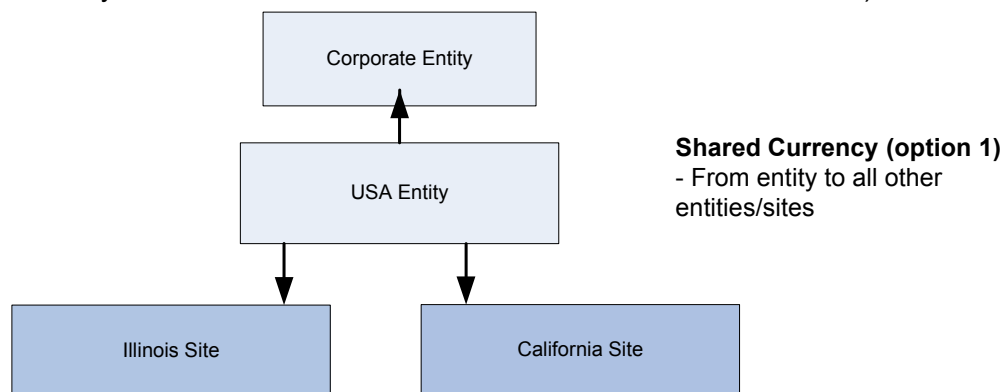 Corporate Entity
Shared Currency (option 1)
- From entity to all other
USA Entity
entities/sites
Illinois Site
California Site